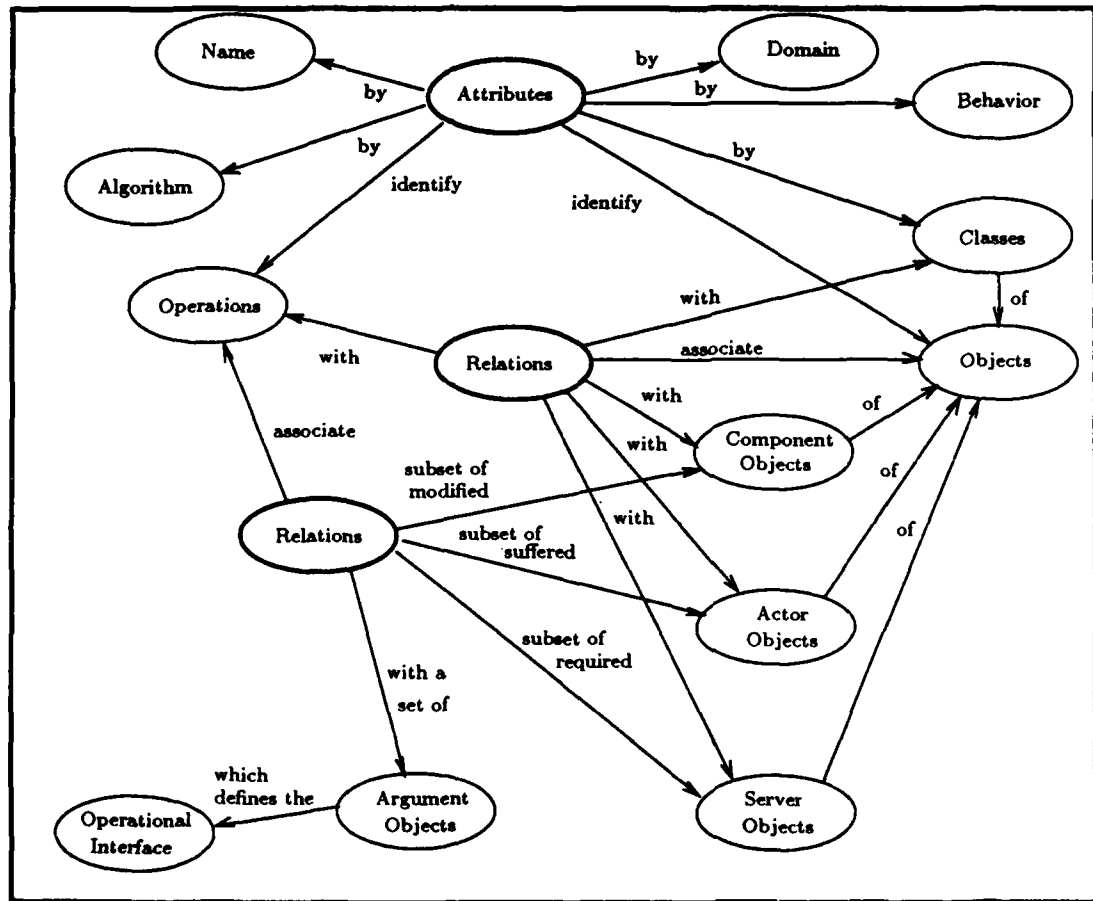 Name
by
Domain
by
Attributes
by
Behavior
by
by
Algorithm
identify
identify
Classes
Operations
with
of
with
Relations
associate
Objects
with
of
associate
with
Component
Objects
subset of
modified
of
with
of
Relations
subset of
suffered
Actor
Objects
subset of
required
with a
set of
which
defines the
Argument
Objects
Server
Objects
Operational
Interface